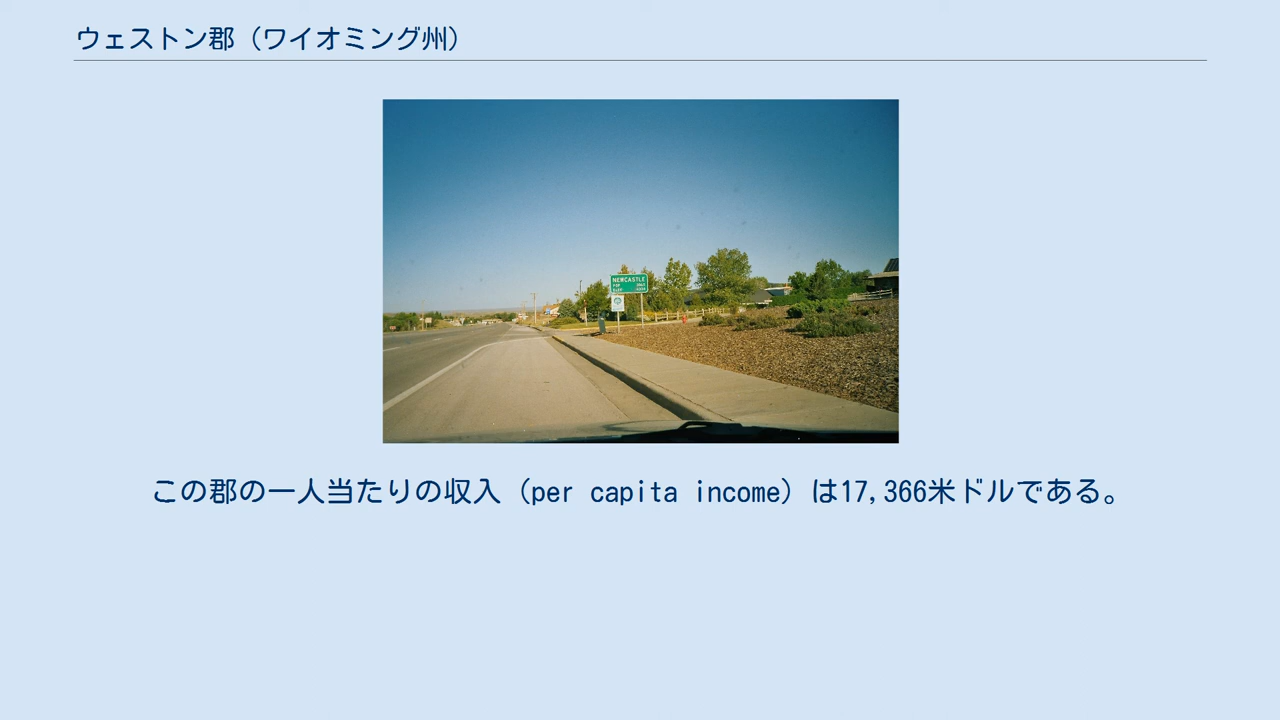 ウェストン郡（ワイオミング州）
NEWCASTLE
POP
ELEV
この郡の一人当たりの収入（per capita income）は17,366米ドルである。